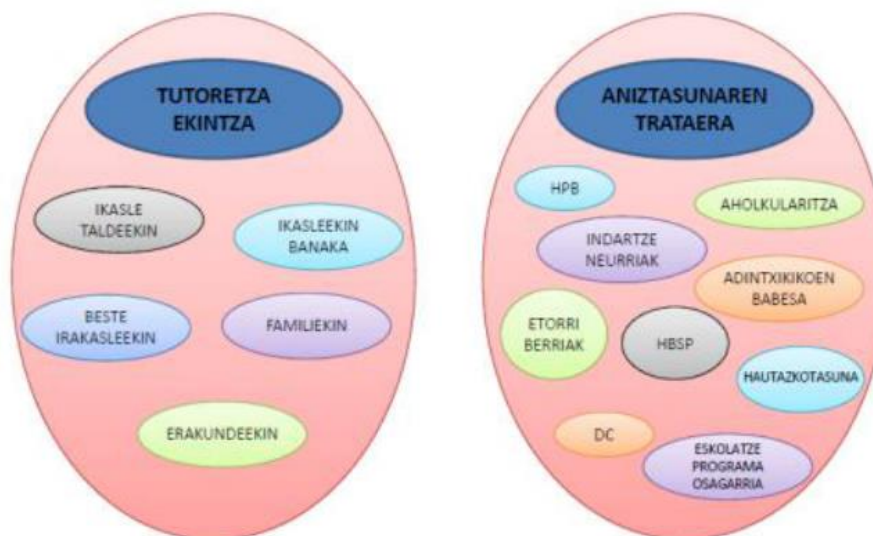 TUTORETZA
EKINTZA
IKASLE
TALDEEKIN
IKASLEEKIN
BANAKA
BESTE
IRAKASLEEKIN
FAMILIEKIN
ERAKUNDEEKIN
ANIZTASUNAREN
TRATAERA
HPB
AHOLKULARITZA
INDARTZE
NEURRIAK
ADINTXIKIKOEN
BABESA
ETORRI
BERRIAK
HBSP
HAUTAZKOTASUNA
DC
ESKOLATZE
PROGRAMA
OSAGARRIA